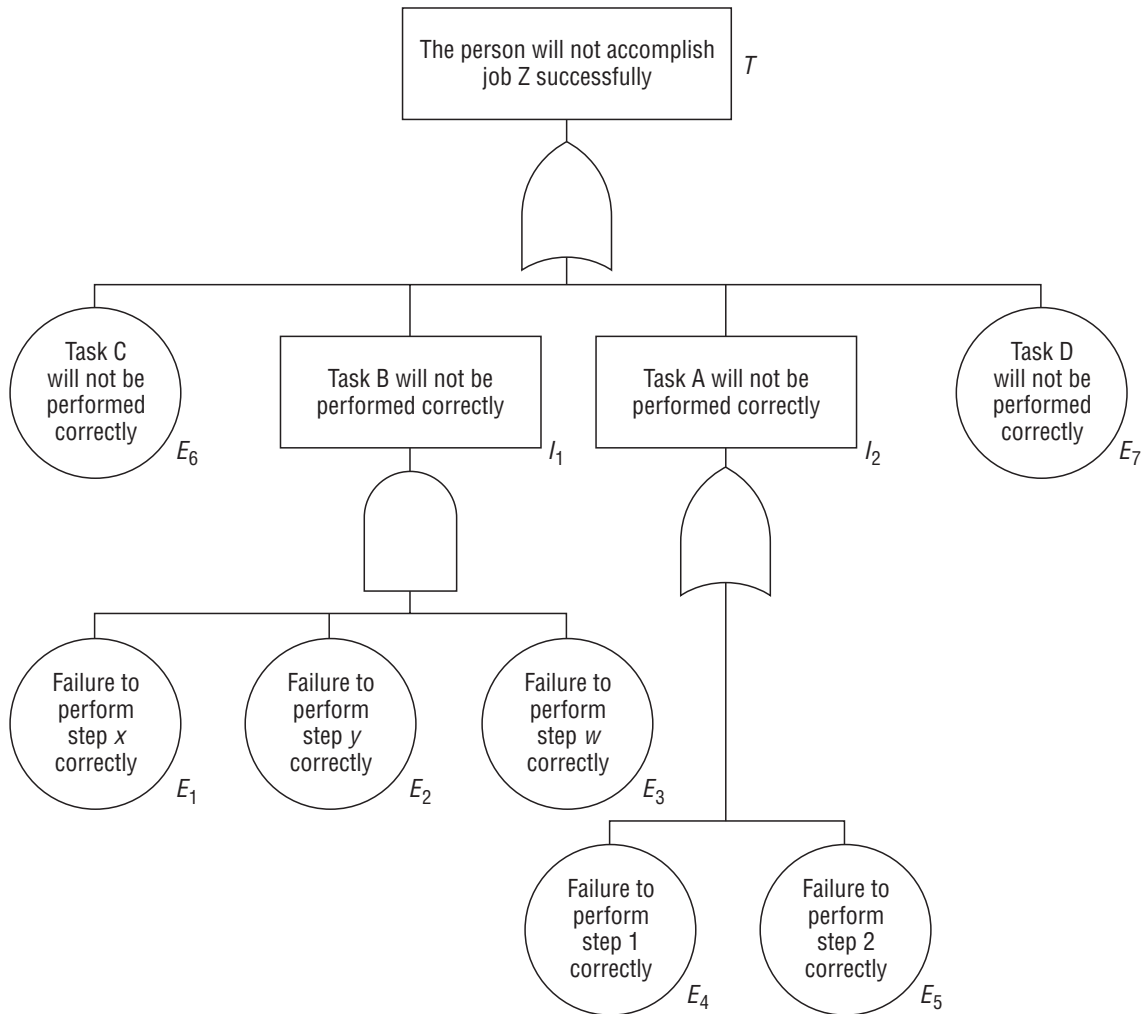 The person will not accomplish
job Z successfully
T
Task C
will not be
performed
correctly
E6
Task B will not be
performed correctly
I1
Task A will not be
performed correctly
I2
Task D
will not be
performed
correctly
E7
Failure to
perform
step x
correctly
E1
Failure to
perform
step y
correctly
E2
Failure to
perform
step w
correctly
E3
Failure to
perform
step 1
correctly
E4
Failure to
perform
step 2
correctly
E5